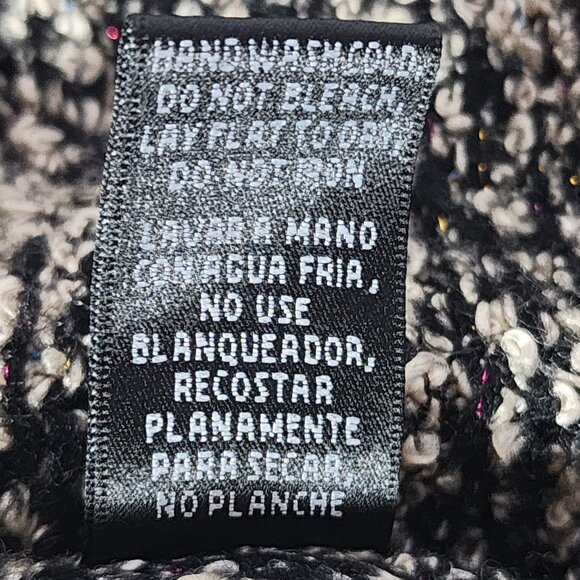 HAND WASH COLD
DO NOT BLEACH,
LAY FLAT TO DRY
DO NOT IRON
LAVAR A MANO
CON AGUA FRIA,
NO USE
BLANQUEADOR,
RECOSTAR
PLANAMENTE
PARA SECAR,
NO PLANCHE